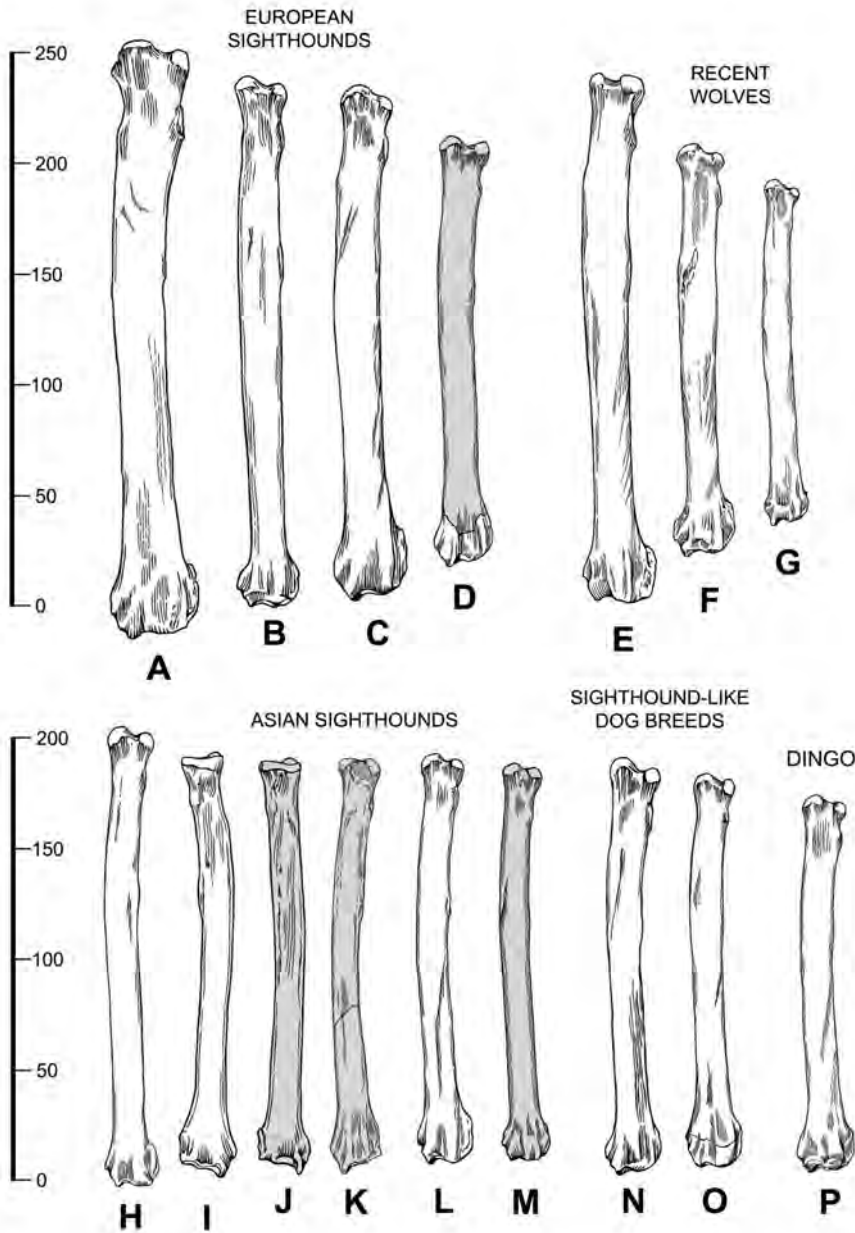 EUROPEAN
SIGHTHOUNDS
RECENT
WOLVES
250
200
150
100
50
0
A
B
C
D
E
F
G
ASIAN SIGHTHOUNDS
SIGHTHOUND-LIKE
DOG BREEDS
DINGO
200
150
100
50
0
H
I
J
K
L
M
N
O
P